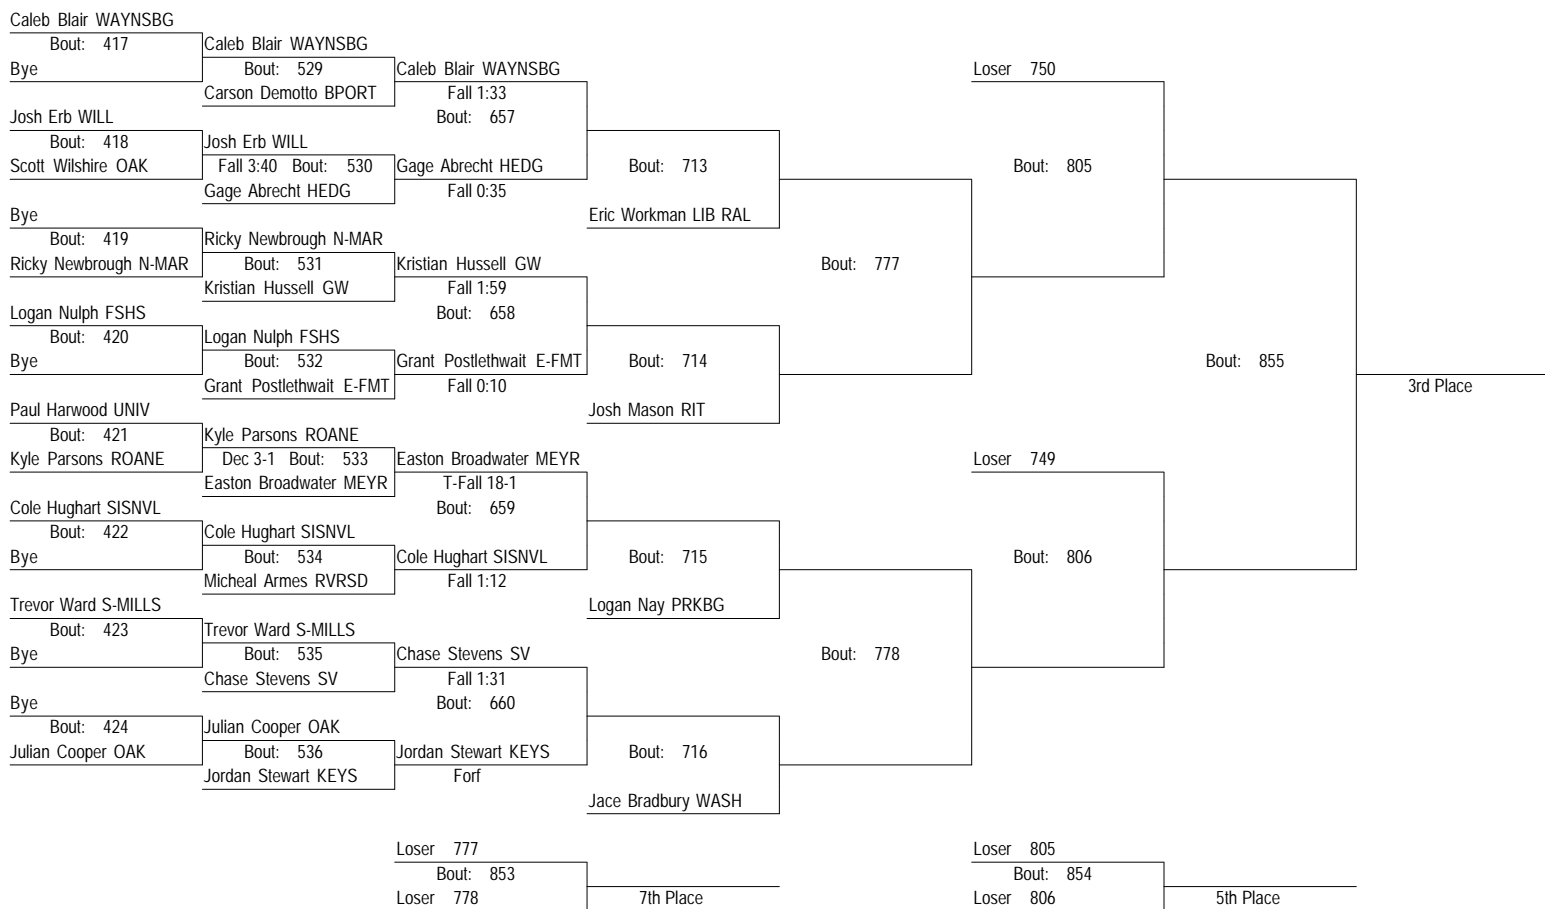 Caleb Blair WAYNSBG
Bout: 417
Bye
Josh Erb WILL
Bout: 418
Scott Wilshire OAK
Bye
Bout: 419
Ricky Newbrough N-MAR
Logan Nulph FSHS
Bout: 420
Bye
Paul Harwood UNIV
Bout: 421
Kyle Parsons ROANE
Cole Hughart SISNVL
Bout: 422
Bye
Trevor Ward S-MILLS
Bout: 423
Bye
Bye
Bout: 424
Julian Cooper OAK
Caleb Blair WAYNSBG
Bout: 529
Carson Demotto BPORT
Josh Erb WILL
Fall 3:40 Bout: 530
Gage Abrecht HEDG
Ricky Newbrough N-MAR
Bout: 531
Kristian Hussell GW
Logan Nulph FSHS
Bout: 532
Grant Postlethwait E-FMT
Kyle Parsons ROANE
Dec 3-1 Bout: 533
Easton Broadwater MEYR
Cole Hughart SISNVL
Bout: 534
Micheal Armes RVRSD
Trevor Ward S-MILLS
Bout: 535
Chase Stevens SV
Julian Cooper OAK
Bout: 536
Jordan Stewart KEYS
Caleb Blair WAYNSBG
Fall 1:33
Bout: 657
Gage Abrecht HEDG
Fall 0:35
Kristian Hussell GW
Fall 1:59
Bout: 658
Grant Postlethwait E-FMT
Fall 0:10
Easton Broadwater MEYR
T-Fall 18-1
Bout: 659
Cole Hughart SISNVL
Fall 1:12
Chase Stevens SV
Fall 1:31
Bout: 660
Jordan Stewart KEYS
Forf
Bout: 713
Eric Workman LIB RAL
Bout: 714
Josh Mason RIT
Bout: 715
Logan Nay PRKBG
Bout: 716
Jace Bradbury WASH
Bout: 777
Bout: 778
Loser 750
Bout: 805
Loser 749
Bout: 806
Bout: 855
3rd Place
Loser 777
Bout: 853
Loser 778
7th Place
Loser 805
Bout: 854
Loser 806
5th Place